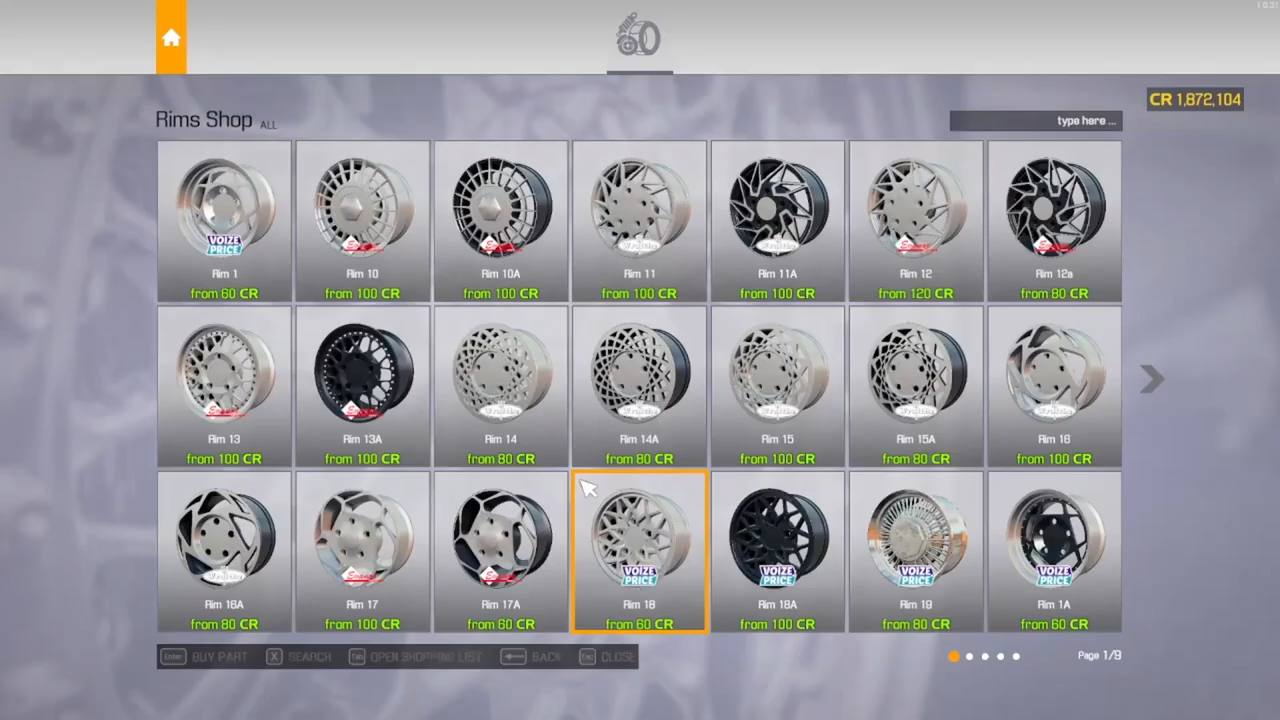 1.0.31
CR 1,872,104
Rims Shop ALL
type here ...
VOIZE PRICE
Rim 1
from 60 CR
Rim 10
from 100 CR
Rim 10A
from 100 CR
Rim 11
from 100 CR
Rim 11A
from 100 CR
Rim 12
from 120 CR
Rim 12a
from 80 CR
Rim 13
from 100 CR
Rim 13A
from 100 CR
Rim 14
from 80 CR
Rim 14A
from 80 CR
Rim 15
from 100 CR
Rim 15A
from 80 CR
Rim 16
from 100 CR
Rim 16A
from 80 CR
Rim 17
from 100 CR
Rim 17A
from 60 CR
VOIZE PRICE
Rim 18
from 60 CR
VOIZE PRICE
Rim 18A
from 100 CR
VOIZE PRICE
Rim 19
from 80 CR
VOIZE PRICE
Rim 1A
from 60 CR
Enter BUY PART X SEARCH Tab OPEN SHOPPING LIST BACK Esc CLOSE
Page 1/9